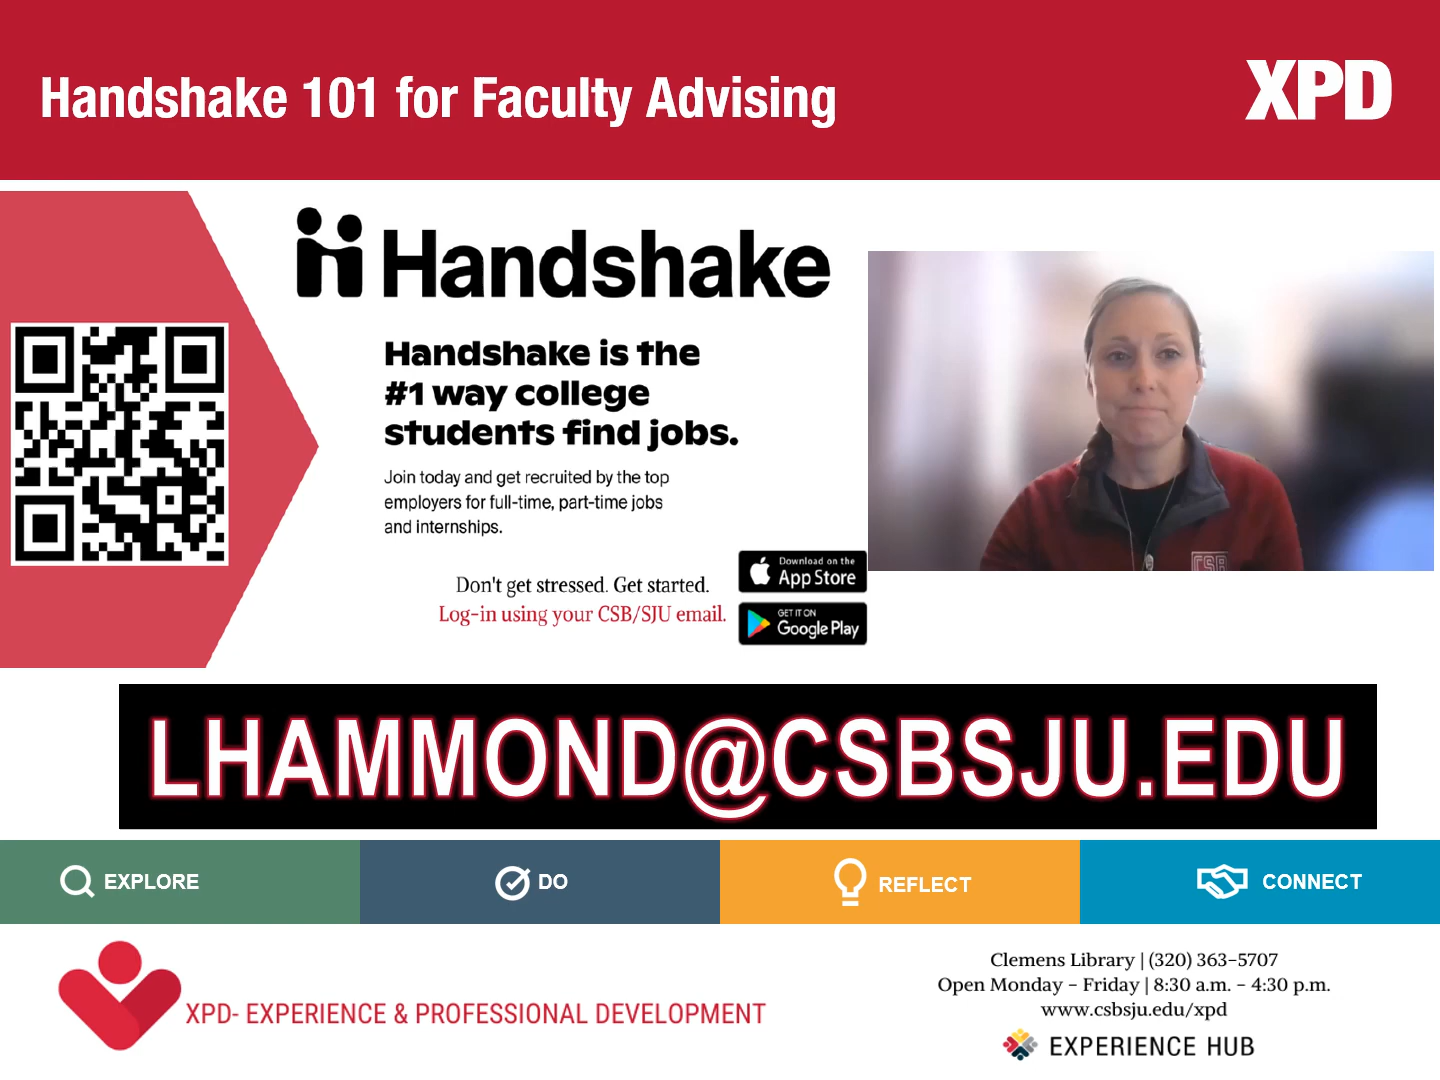 Handshake 101 for Faculty Advising
XPD
Handshake
Handshake is the
#1 way college
students find jobs.
Join today and get recruited by the top
employers for full-time, part-time jobs
and internships.
Don't get stressed. Get started.
Log-in using your CSB/SJU email.
Download on the
App Store
GET IT ON
Google Play
CSB
LHAMMOND@CSBSJU.EDU
EXPLORE
DO
REFLECT
CONNECT
XPD- EXPERIENCE & PROFESSIONAL DEVELOPMENT
Clemens Library | (320) 363-5707
Open Monday - Friday | 8:30 a.m. - 4:30 p.m.
www.csbsju.edu/xpd
EXPERIENCE HUB